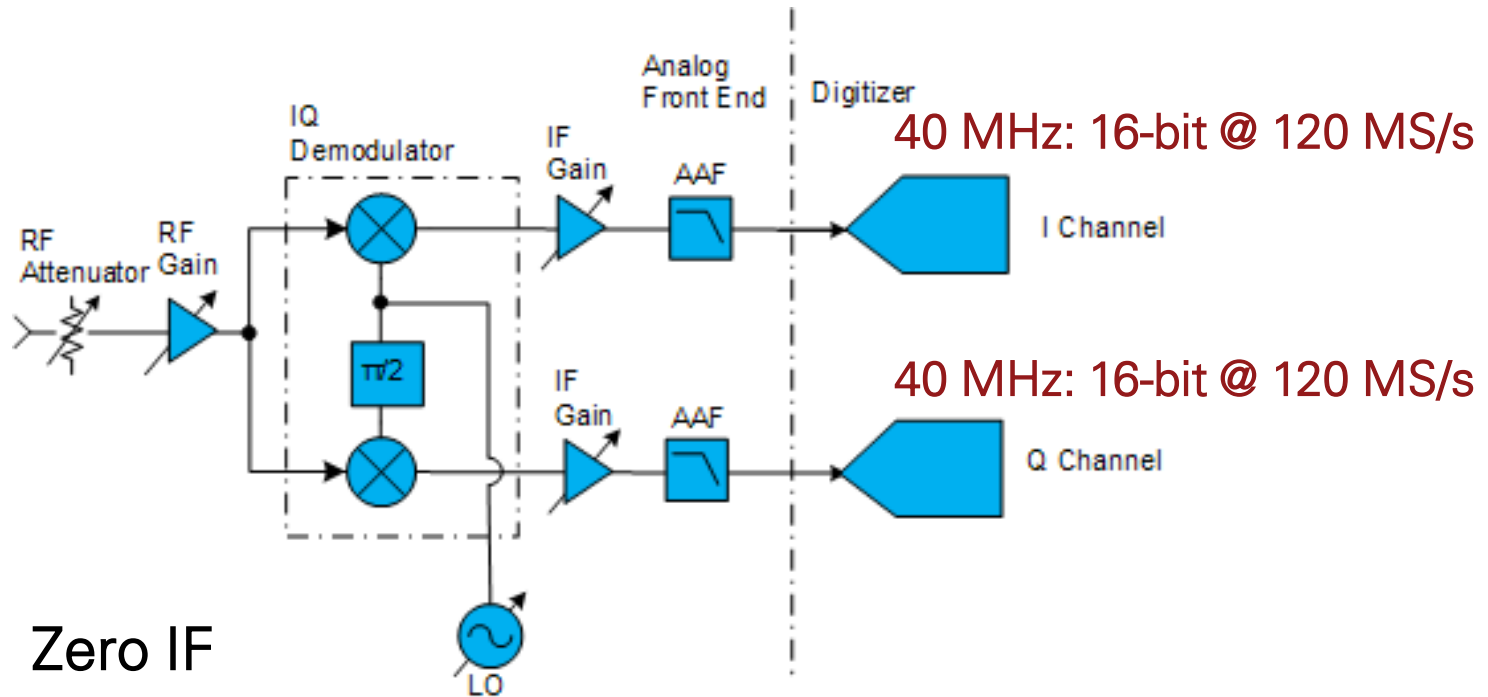 Analog
Front End
Digitizer
40 MHz: 16-bit @ 120 MS/s
IQ
Demodulator
IF
Gain
AAF
I Channel
RF
Attenuator
RF
Gain
π/2
40 MHz: 16-bit @ 120 MS/s
IF
Gain
AAF
Q Channel
Zero IF
LO